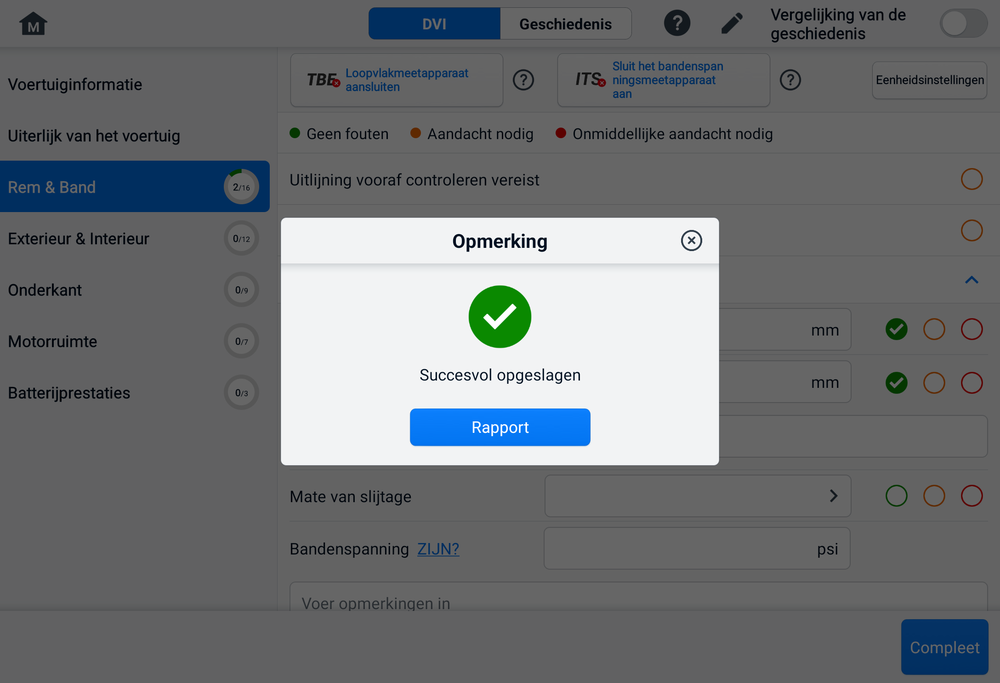 M
DVI
Geschiedenis
?
Vergelijking van de
geschiedenis
TBE
Loopvlakmeetapparaat
aansluiten
?
ITS
Sluit het bandenspan
ningsmeetapparaat
aan
?
Eenheidsinstellingen
Voertuiginformatie
Uiterlijk van het voertuig
Rem & Band
2/16
Exterieur & Interieur
0/12
Onderkant
0/9
Motorruimte
0/7
Batterijprestaties
0/3
Geen fouten
Aandacht nodig
Onmiddellijke aandacht nodig
Uitlijning vooraf controleren vereist
Opmerking
Succesvol opgeslagen
Rapport
mm
mm
Mate van slijtage
Bandenspanning ZIJN?
psi
Voer opmerkingen in
Compleet